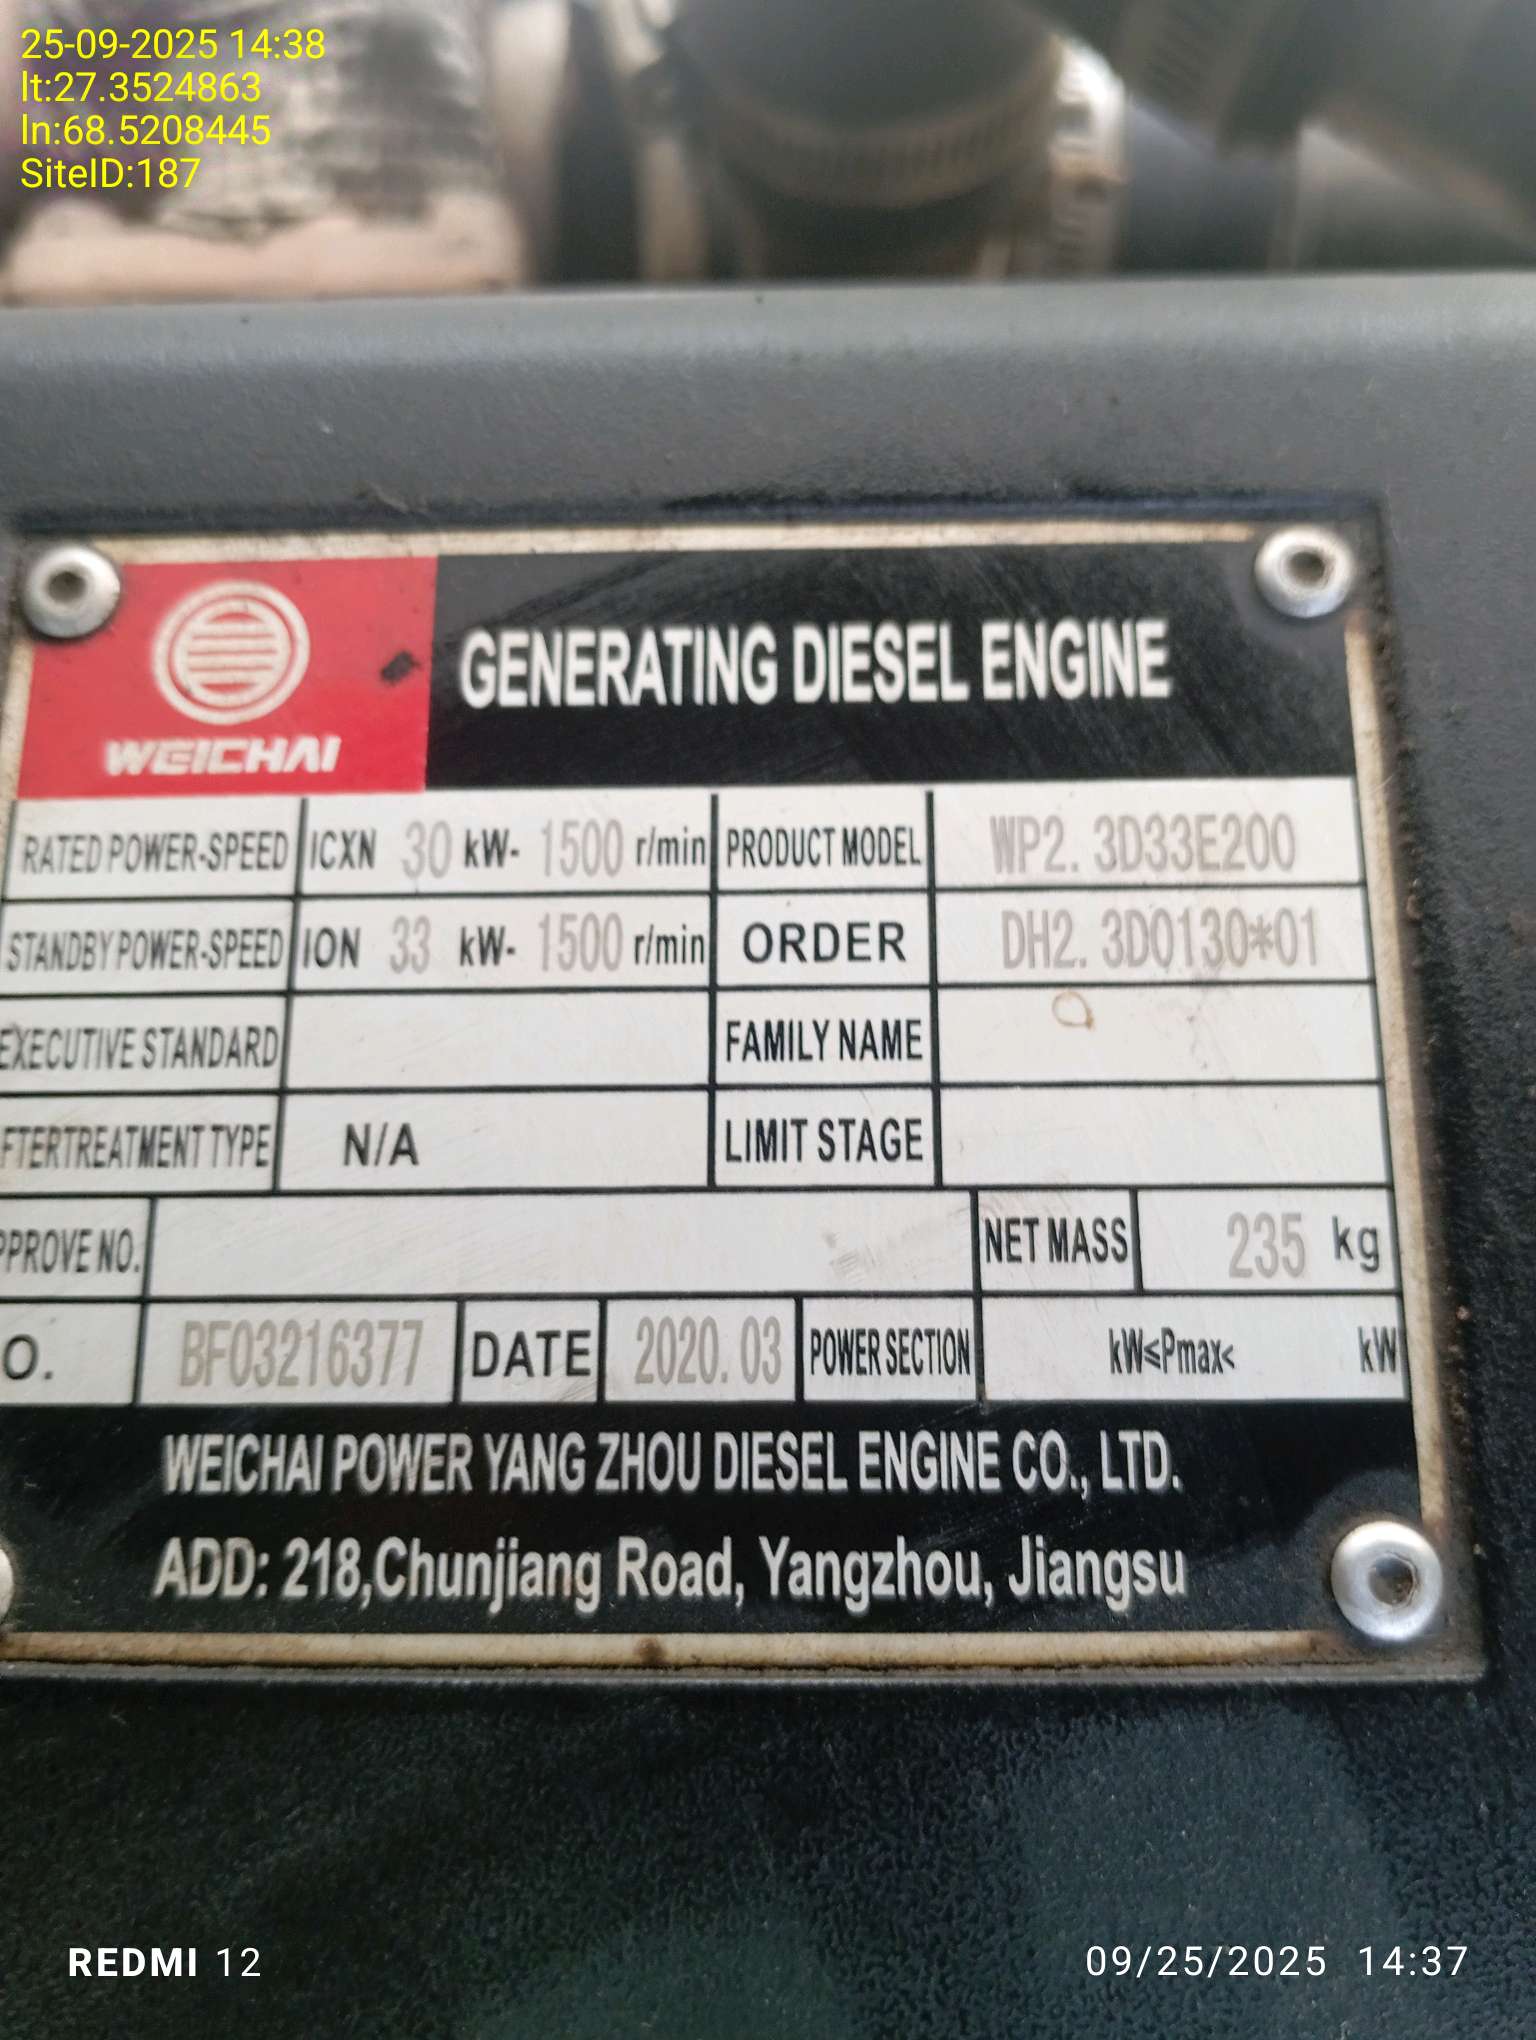 25-09-2025 14:38
lt:27.3524863
ln:68.5208445
SiteID:187
WEICHAI
GENERATING DIESEL ENGINE
RATED POWER-SPEED ICXN 30 kW- 1500 r/min PRODUCT MODEL WP2.3D33E200
STANDBY POWER-SPEED ION 33 kW- 1500 r/min ORDER DH2.3D0130*01
EXECUTIVE STANDARD FAMILY NAME
FTERTREATMENT TYPE N/A LIMIT STAGE
PPROVE NO. NET MASS 235 kg
O. BF03216377 DATE 2020.03 POWER SECTION kW≤Pmax< kW
WEICHAI POWER YANG ZHOU DIESEL ENGINE CO., LTD.
ADD: 218,Chunjiang Road, Yangzhou, Jiangsu
REDMI 12
09/25/2025 14:37